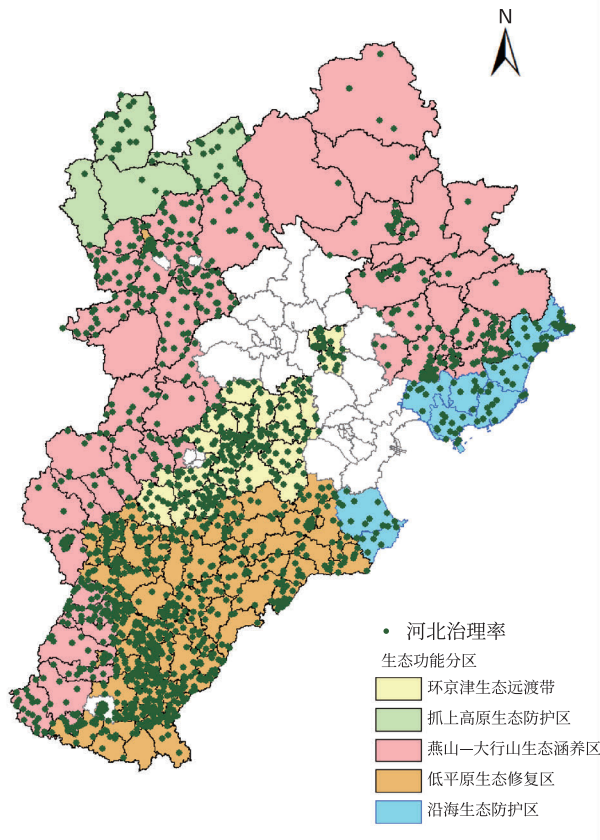 N
河北治理率
生态功能分区
环京津生态远渡带
抓上高原生态防护区
燕山—大行山生态涵养区
低平原生态修复区
沿海生态防护区